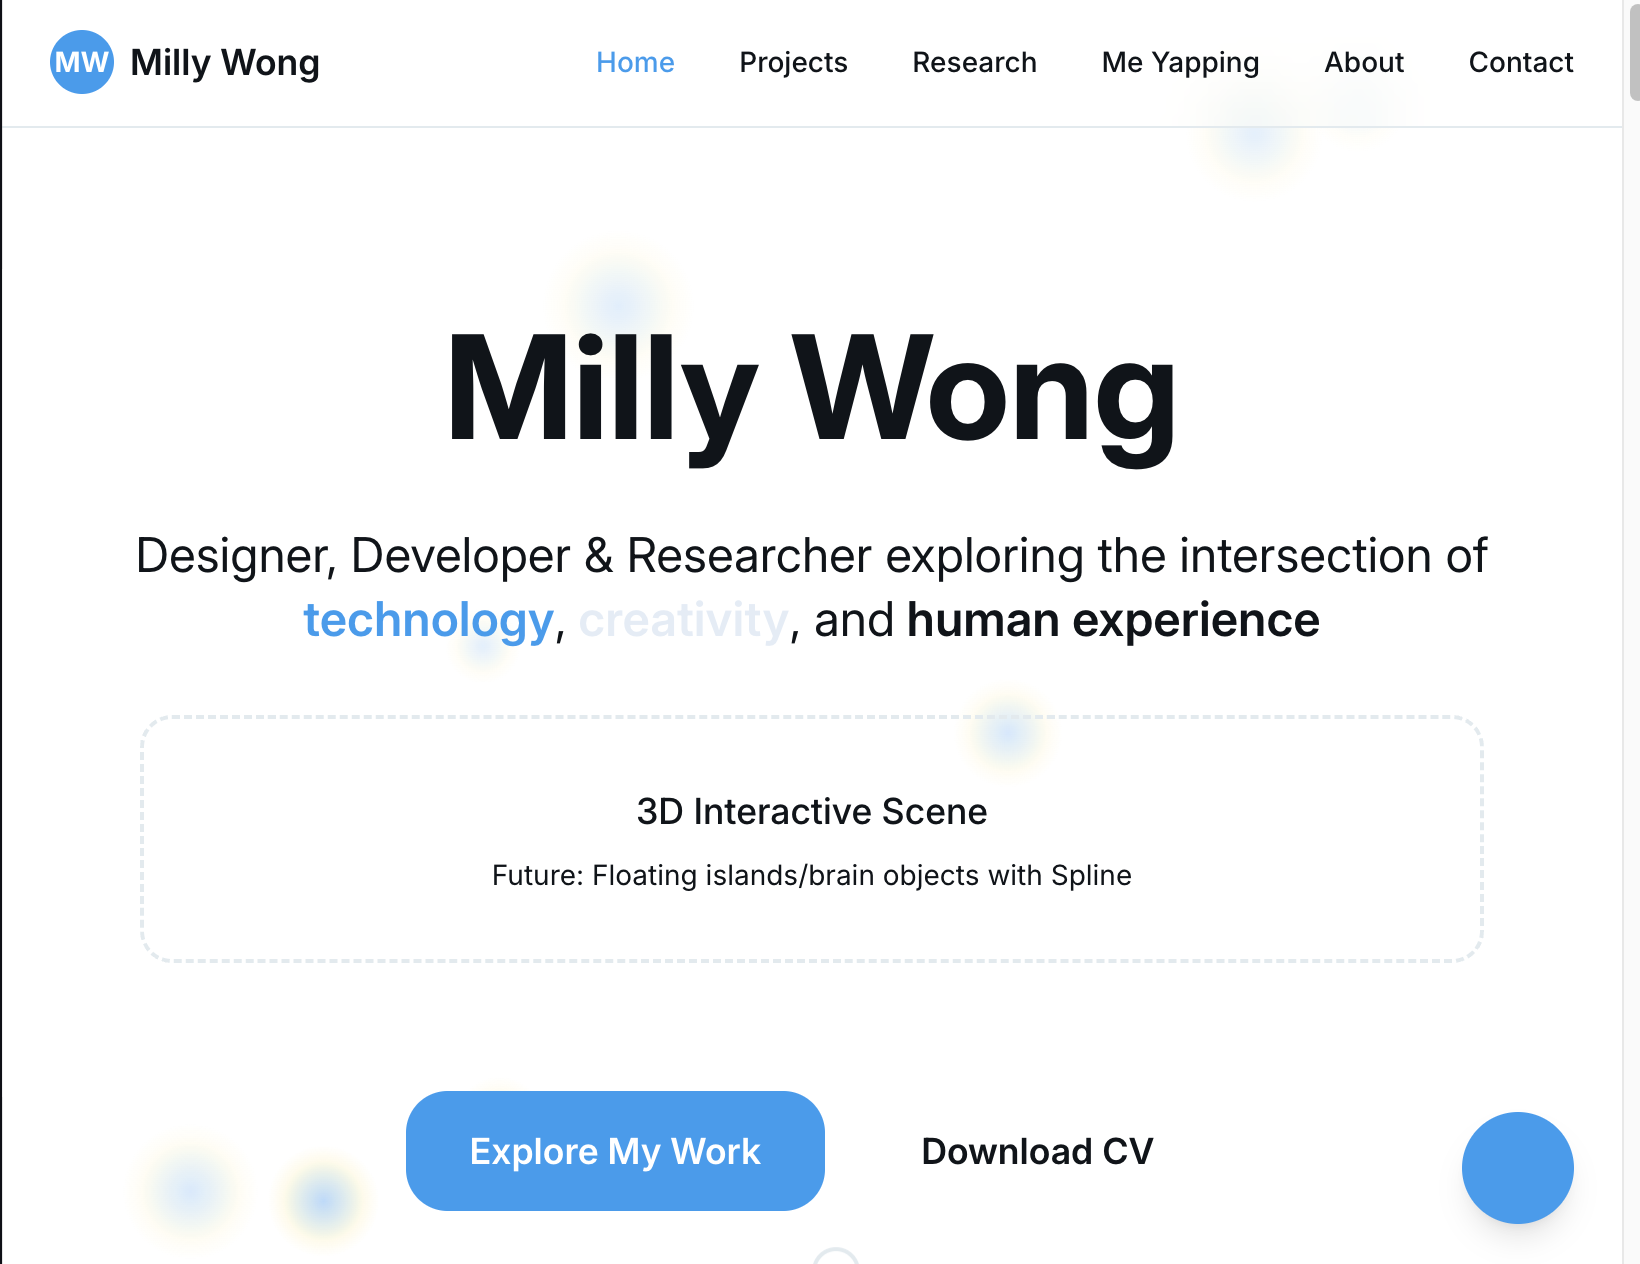 MW Milly Wong Home Projects Research Me Yapping About Contact
Milly Wong
Designer, Developer & Researcher exploring the intersection of
technology, creativity, and human experience
3D Interactive Scene
Future: Floating islands/brain objects with Spline
Explore My Work Download CV